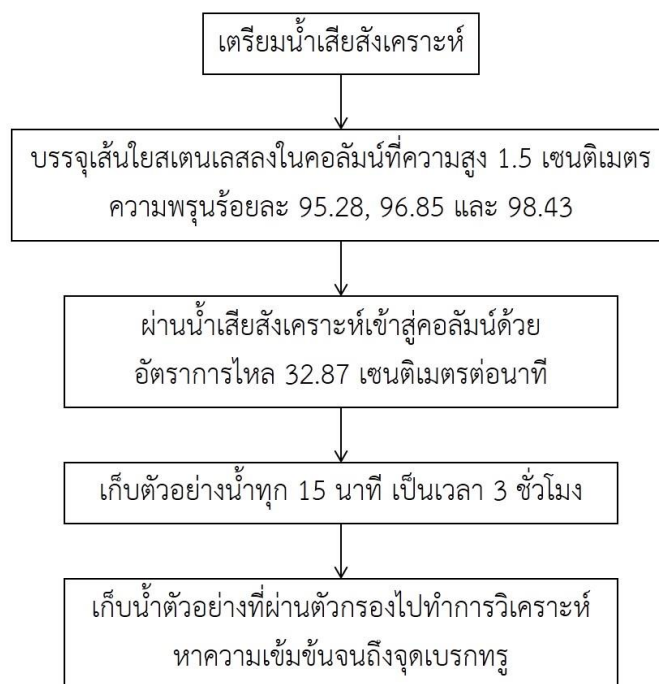 เตรียมน้ำเสียสังเคราะห์
บรรจุเส้นใยสเตนเลสลงในคอลัมน์ที่ความสูง 1.5 เซนติเมตร
ความพรุนร้อยละ 95.28, 96.85 และ 98.43
ผ่านน้ำเสียสังเคราะห์เข้าสู่คอลัมน์ด้วย
อัตราการไหล 32.87 เซนติเมตรต่อนาที
เก็บตัวอย่างน้ำทุก 15 นาที เป็นเวลา 3 ชั่วโมง
เก็บน้ำตัวอย่างที่ผ่านตัวกรองไปทำการวิเคราะห์
หาความเข้มข้นจนถึงจุดเบรกทรู